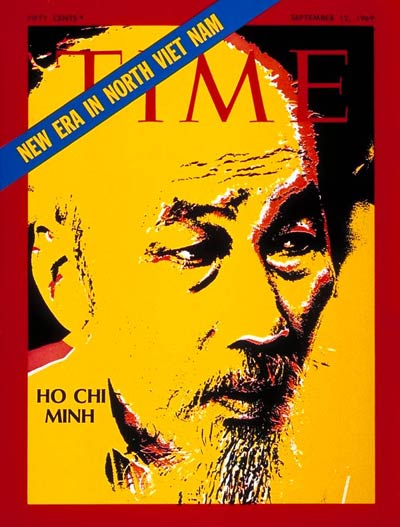 FIFTY CENTS
SEPTEMBER 12, 1969
TIME
NEW ERA IN NORTH VIET NAM
HO CHI
MINH